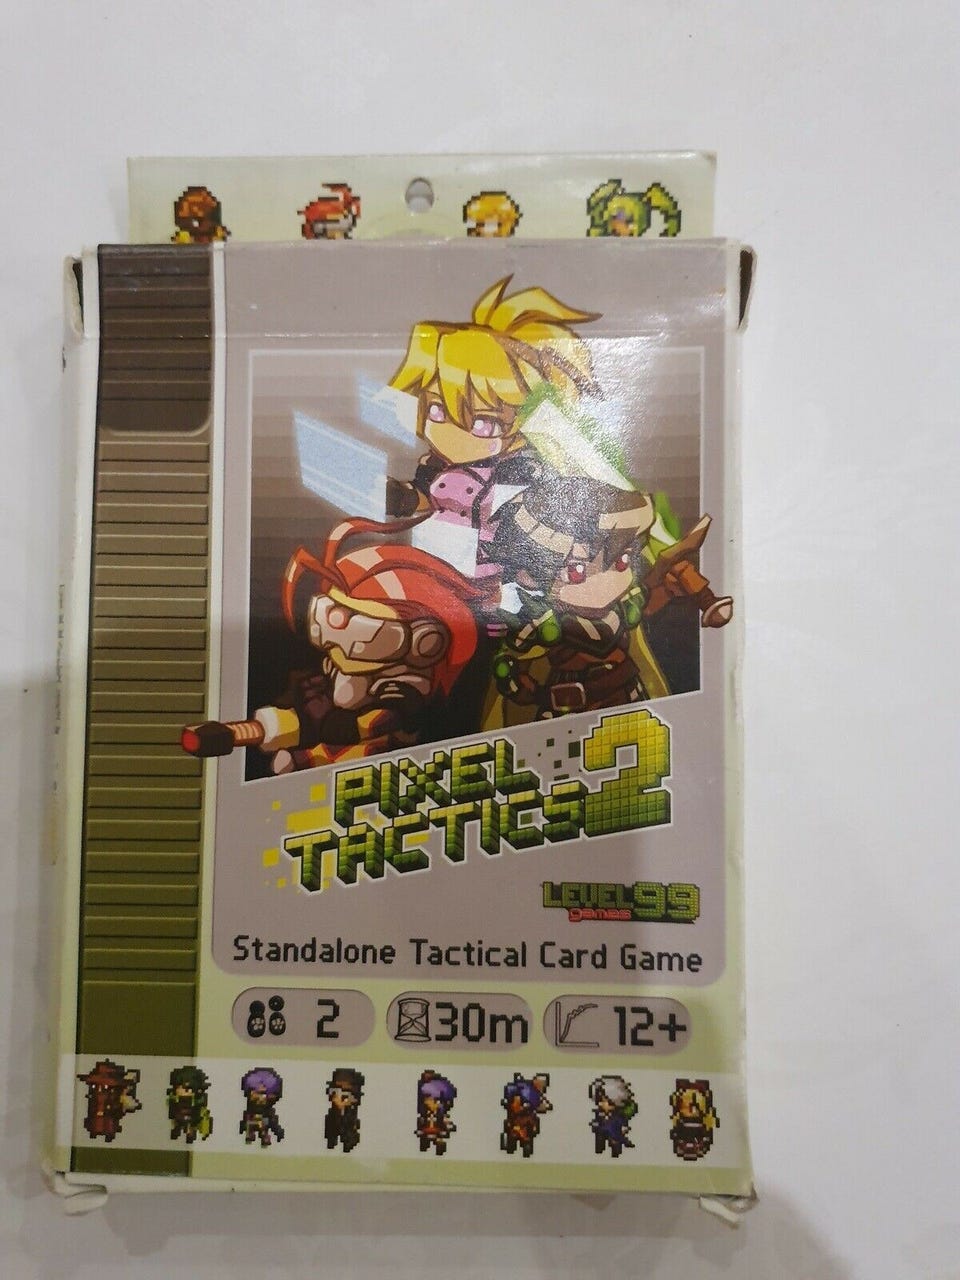 PIXEL
TACTICS 2
LEVEL 99
games
Standalone Tactical Card Game
2
30m
12+